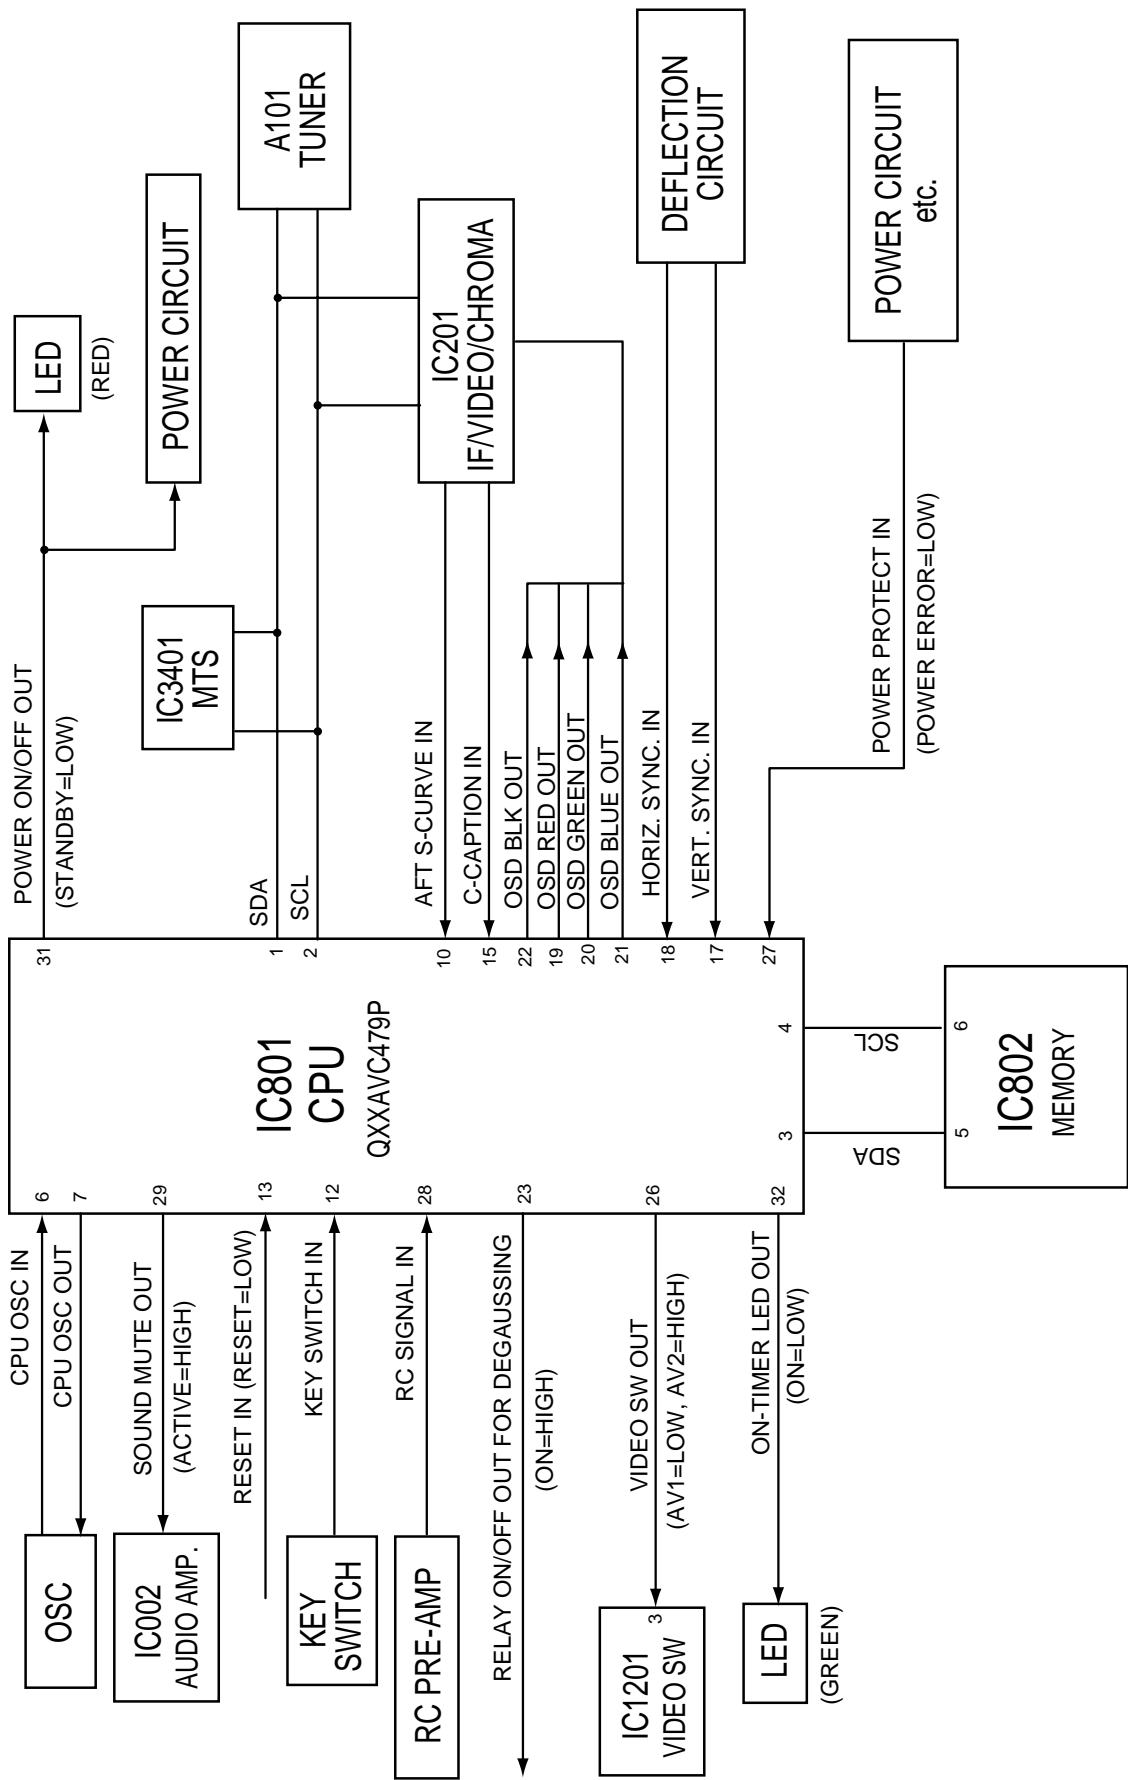 OSC
CPU OSC IN
CPU OSC OUT
IC002
AUDIO AMP.
SOUND MUTE OUT
(ACTIVE=HIGH)
RESET IN (RESET=LOW)
KEY
SWITCH
KEY SWITCH IN
RC PRE-AMP
RC SIGNAL IN
RELAY ON/OFF OUT FOR DEGAUSSING
(ON=HIGH)
IC1201
VIDEO SW
3
VIDEO SW OUT
(AV1=LOW, AV2=HIGH)
LED
(GREEN)
ON-TIMER LED OUT
(ON=LOW)
6
7
29
13
12
28
23
26
32
IC801
CPU
QXXAVC479P
3
4
SDA
SCL
5
6
IC802
MEMORY
31
1
2
10
15
22
19
20
21
18
17
27
POWER ON/OFF OUT
(STANDBY=LOW)
SDA
SCL
AFT S-CURVE IN
C-CAPTION IN
OSD BLK OUT
OSD RED OUT
OSD GREEN OUT
OSD BLUE OUT
HORIZ. SYNC. IN
VERT. SYNC. IN
POWER PROTECT IN
(POWER ERROR=LOW)
IC3401
MTS
LED
(RED)
POWER CIRCUIT
A101
TUNER
IC201
IF/VIDEO/CHROMA
DEFLECTION
CIRCUIT
POWER CIRCUIT
etc.